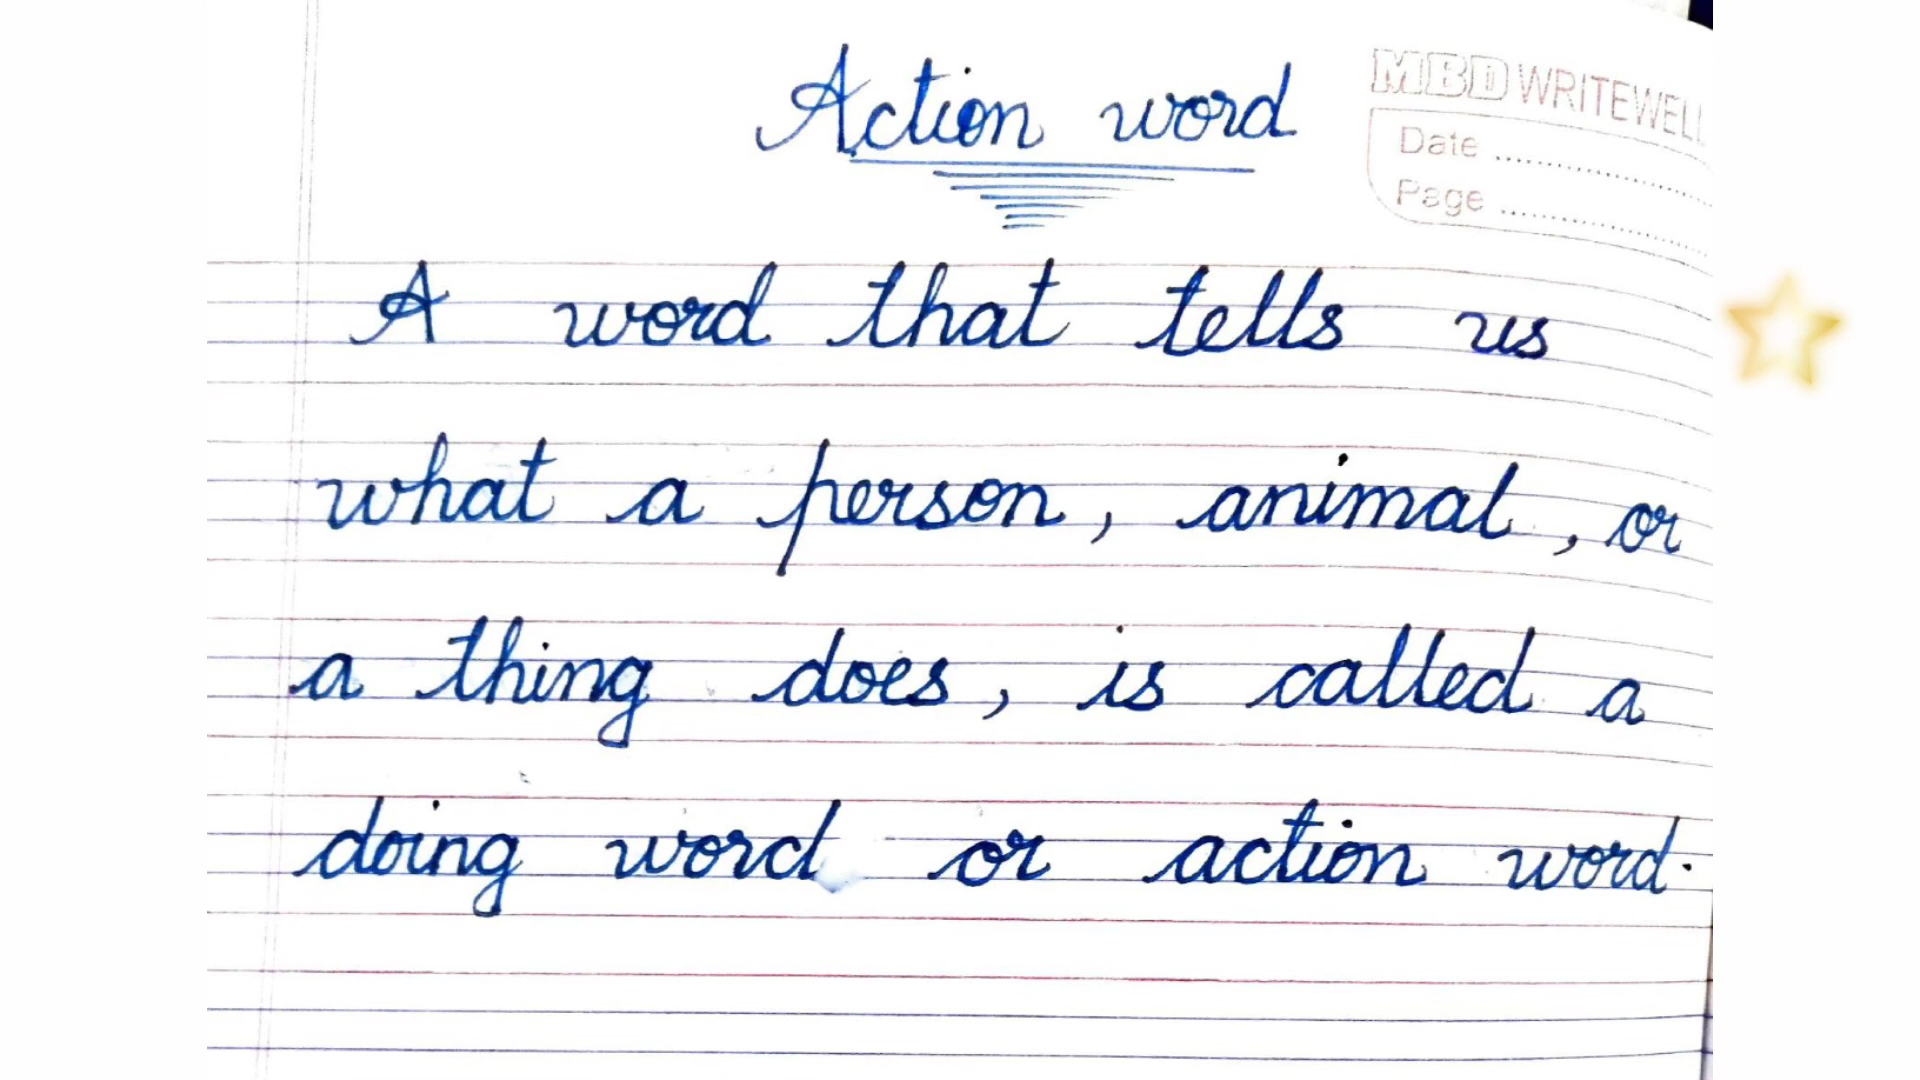 Action word
MBD WRITEWELL
Date ..................
Page ..................
A word that tells us
what a person, animal, or
a thing does, is called a
doing word or action word.